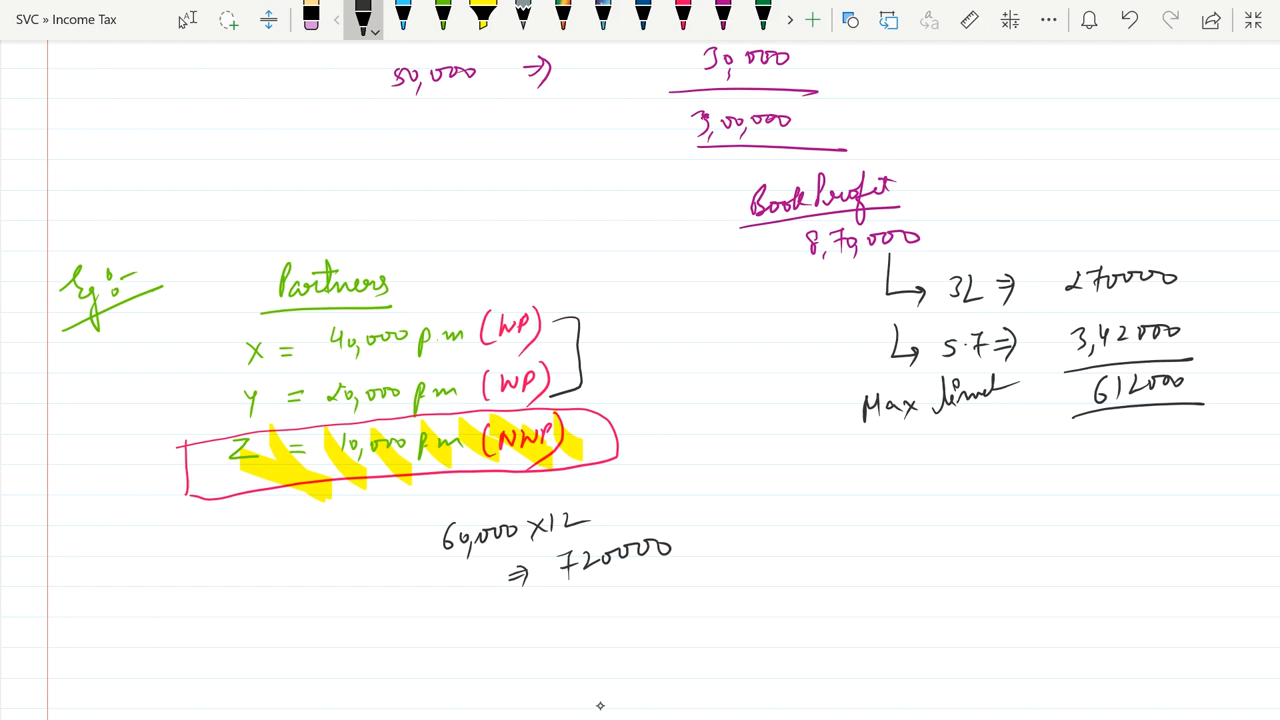 SVC » Income Tax
50,000 ⇒ 30,000
3,00,000
Book Profit
8,70,000
Eg:-
Partners
↳ 3L ⇒ 270000
X = 40,000 p.m (WP)
↳ 5.7 ⇒ 3,42000
Y = 20,000 p.m (WP)
Max limit 612000
Z = 10,000 p.m (NWP)
60,000 X12
⇒ 720000